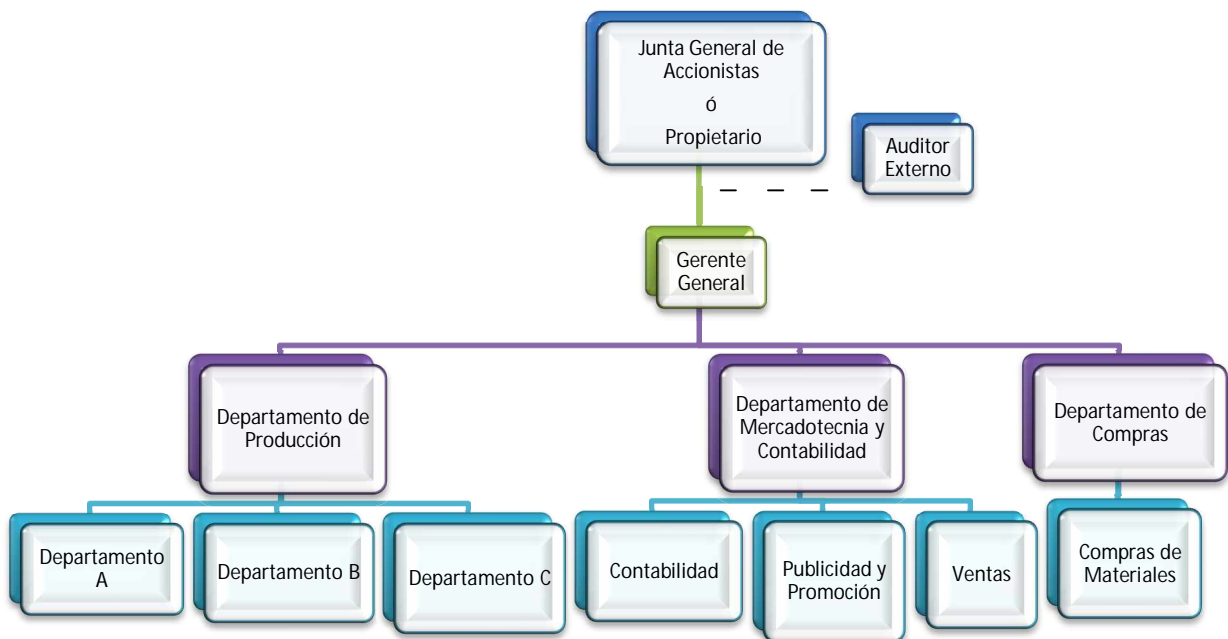 Junta General de
Accionistas
ó
Propietario
Auditor
Externo
Gerente
General
Departamento de
Producción
Departamento de
Mercadotecnia y
Contabilidad
Departamento de
Compras
Departamento
A
Departamento B
Departamento C
Contabilidad
Publicidad y
Promoción
Ventas
Compras de
Materiales